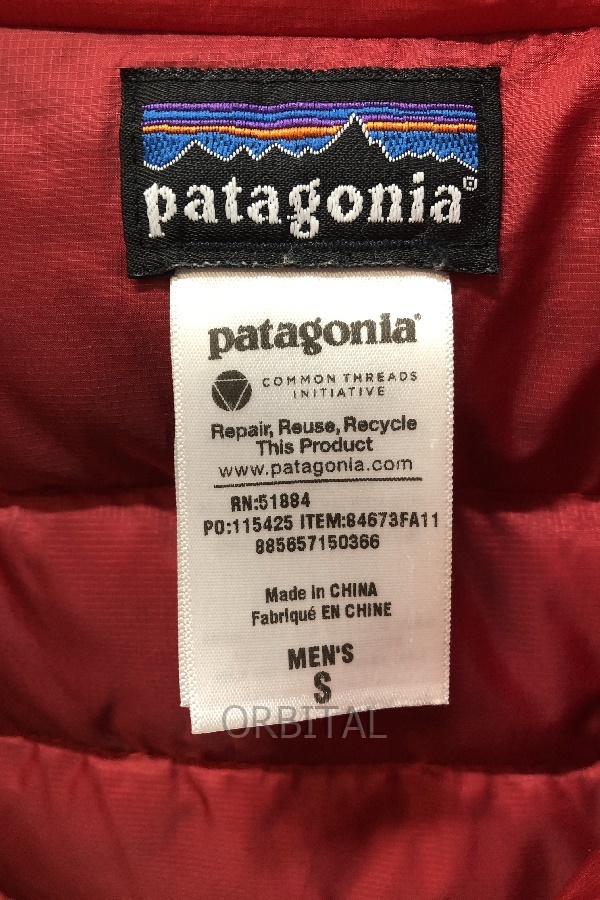 patagonia®
patagonia®
COMMON THREADS
INITIATIVE
Repair, Reuse, Recycle
This Product
www.patagonia.com
RN:51884
PO:115425 ITEM:84673FA11
885657150366
Made in CHINA
Fabriqué EN CHINE
MEN'S
S
ORBITAL